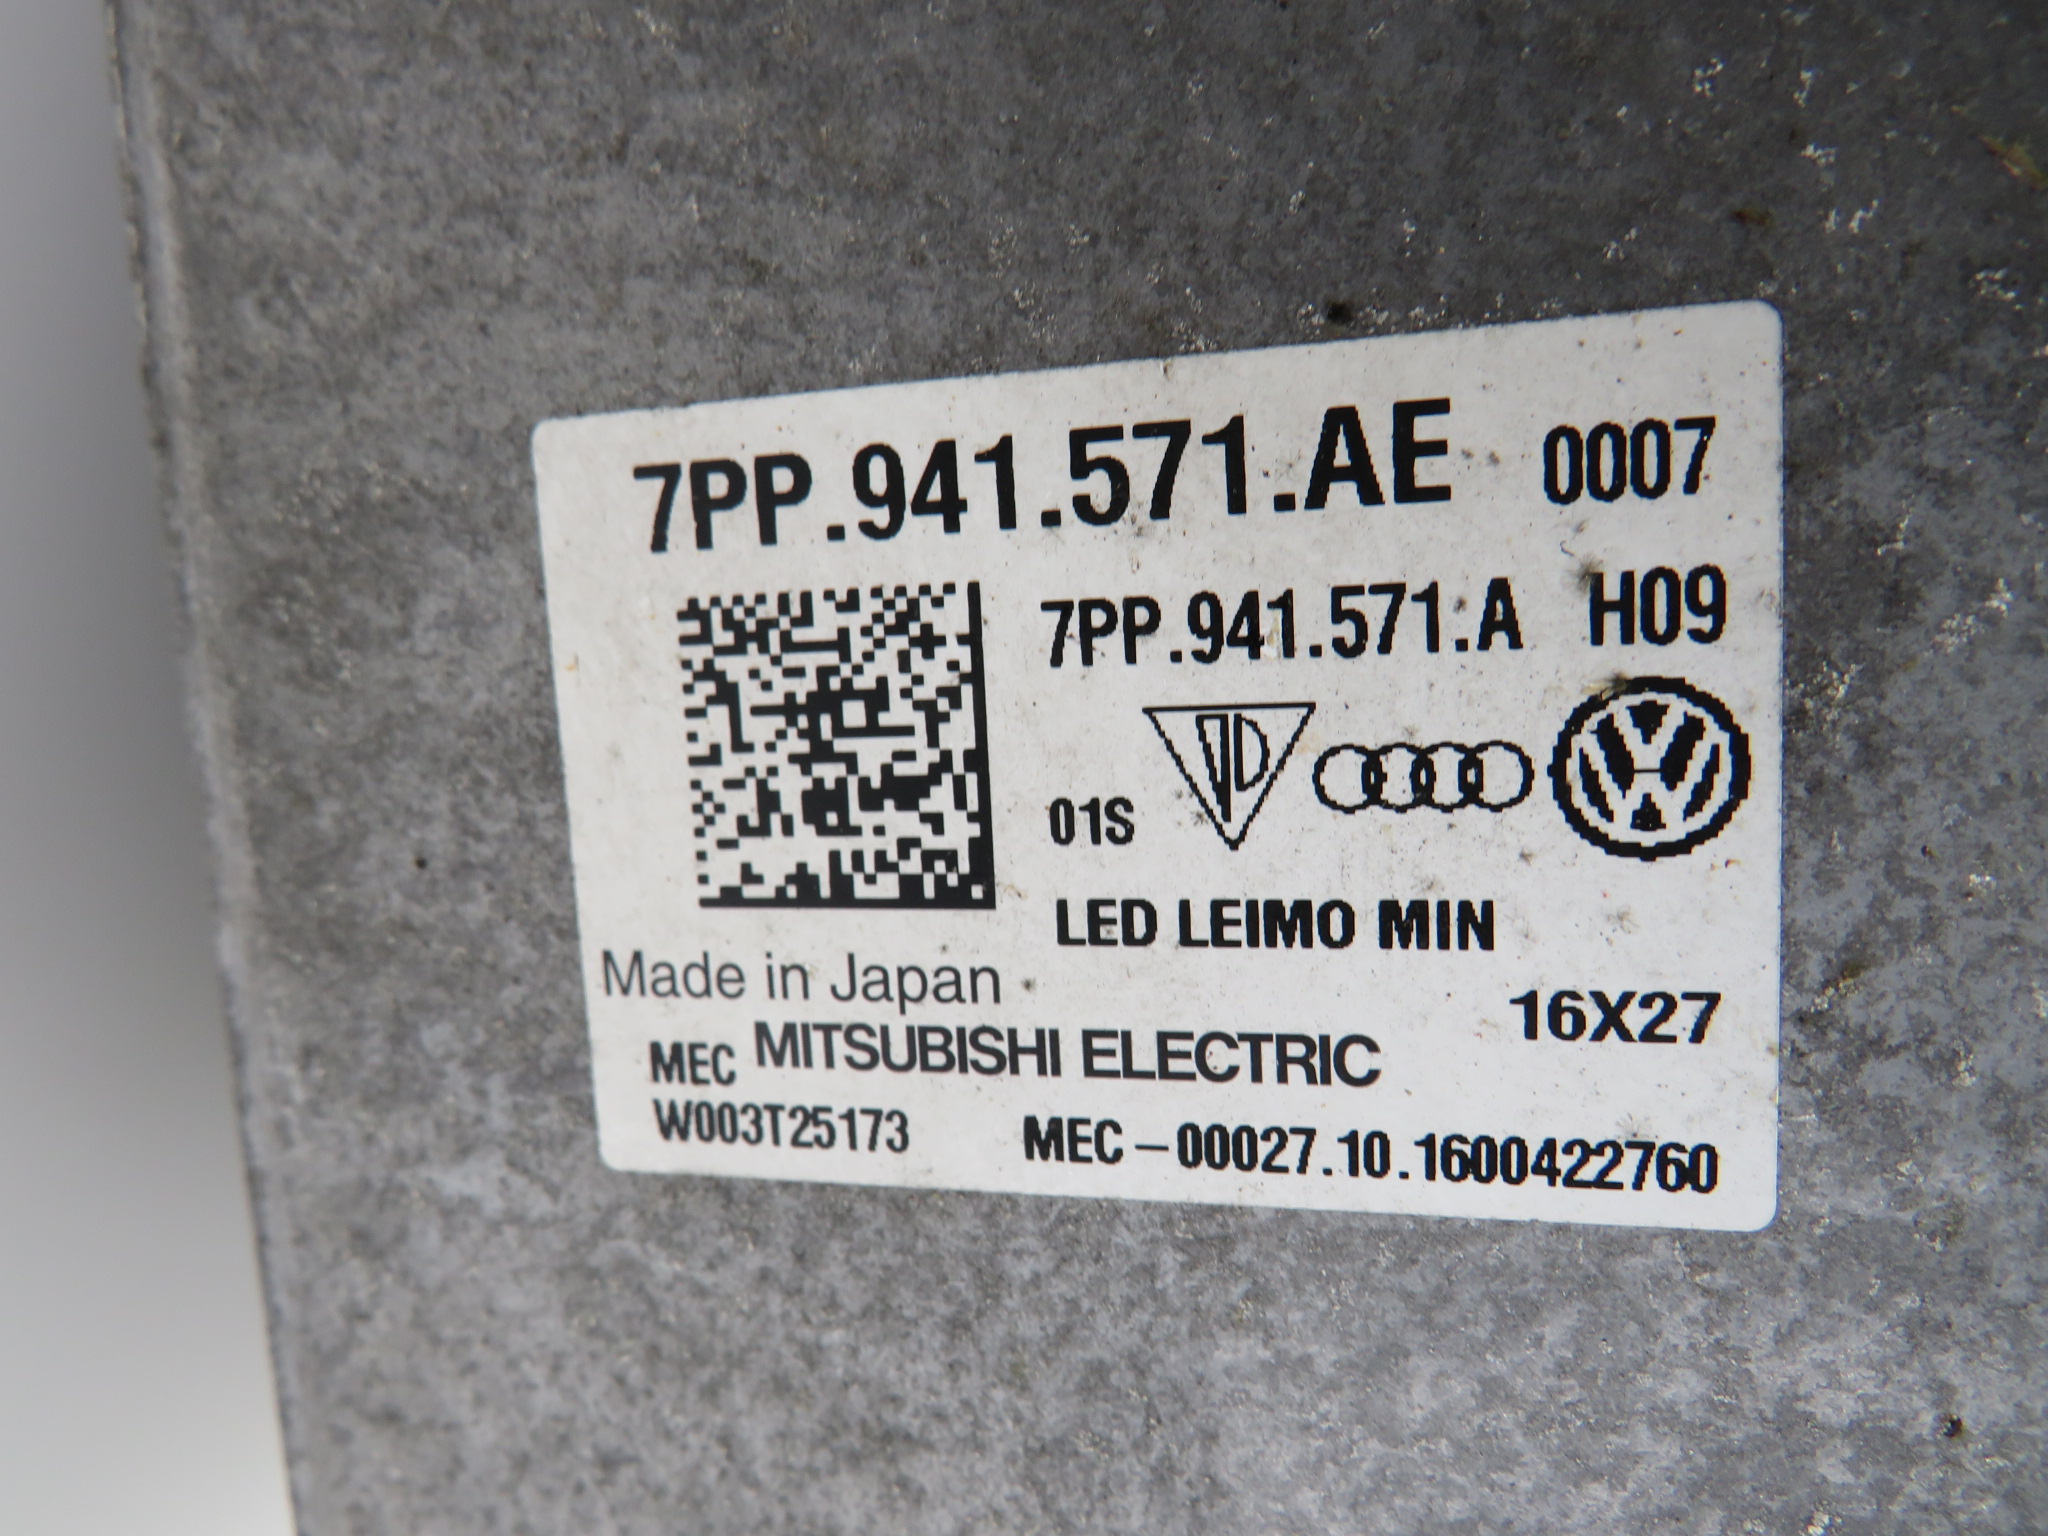 7PP.941.571.AE 0007
7PP.941.571.A H09
01S
LED LEIMO MIN
Made in Japan
16X27
MEC MITSUBISHI ELECTRIC
W003T25173 MEC-00027.10.1600422760